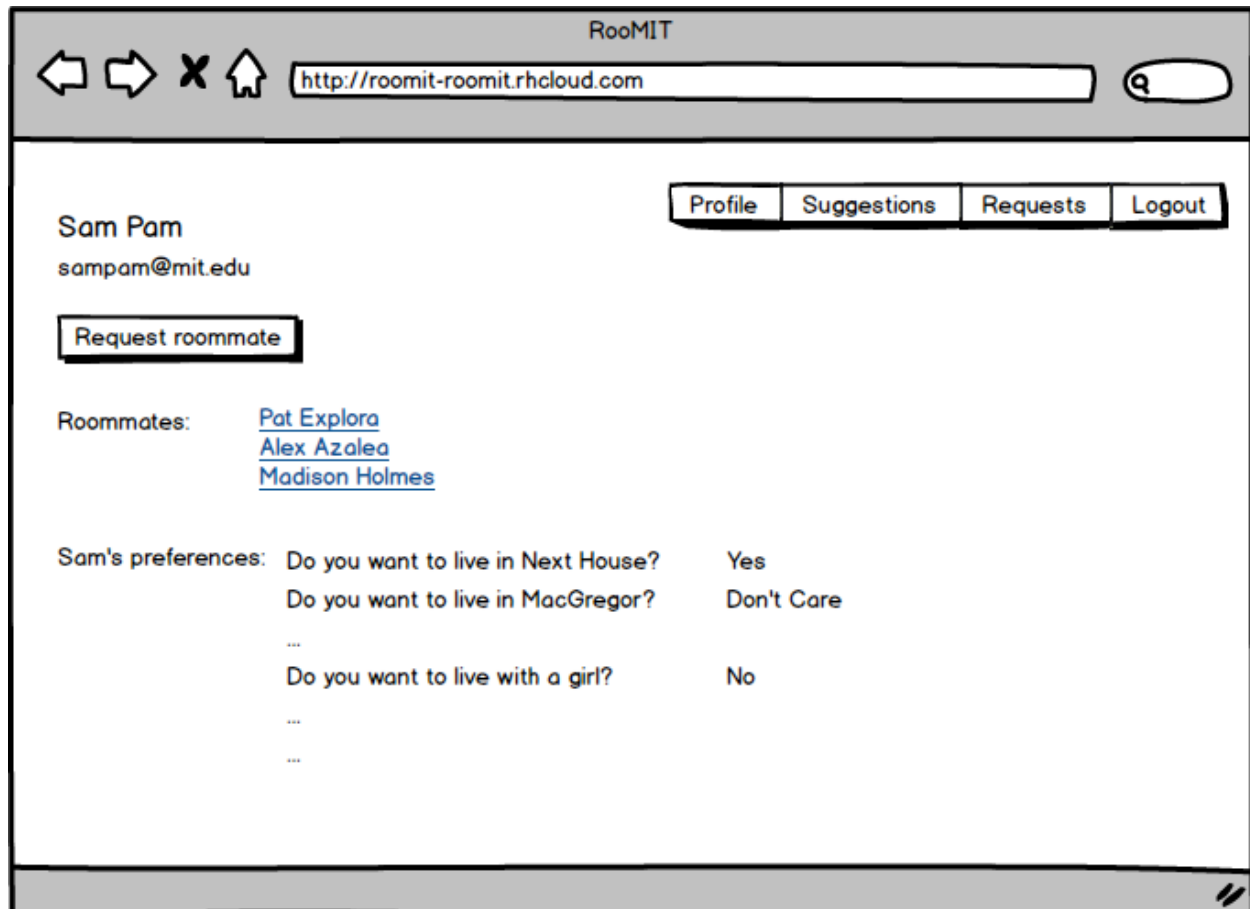 RooMIT
http://roomit-roomit.rhcloud.com
Profile Suggestions Requests Logout
Sam Pam
sampam@mit.edu
Request roommate
Roommates: Pat Explora
Alex Azalea
Madison Holmes
Sam's preferences: Do you want to live in Next House? Yes
Do you want to live in MacGregor? Don't Care
...
Do you want to live with a girl? No
...
...